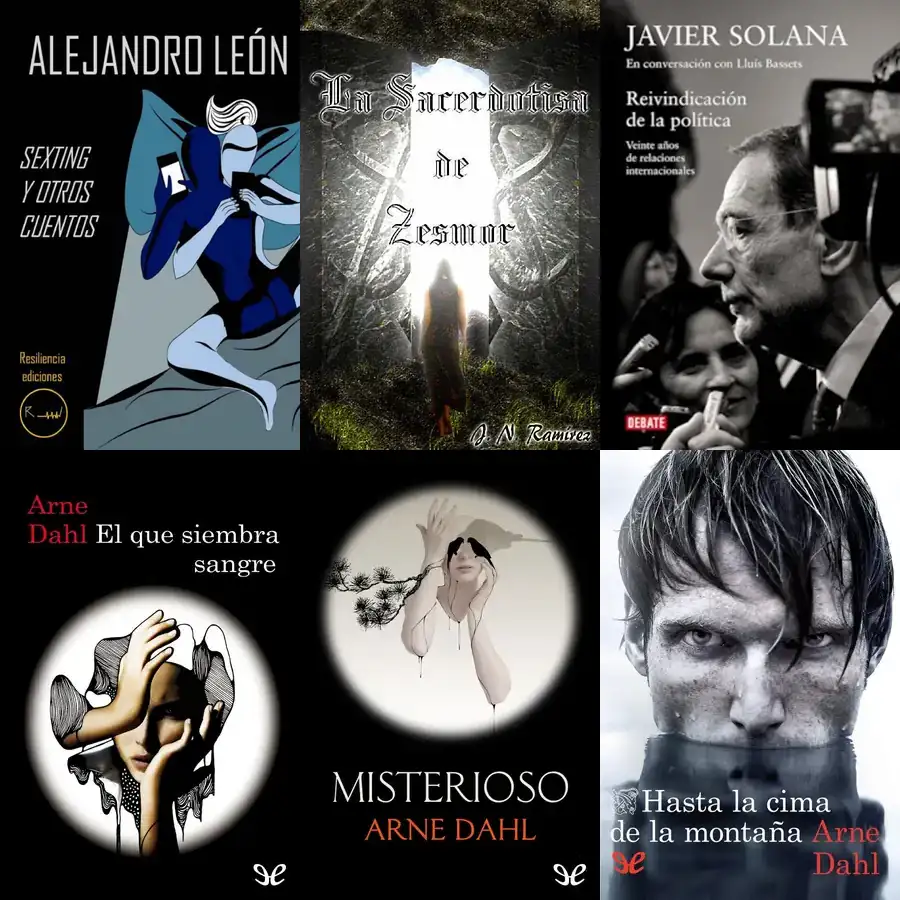 ALEJANDRO LEÓN
SEXTING
Y OTROS
CUENTOS
Resiliencia
ediciones
R
La Sacerdotisa
de
Zesmor
J. N. Ramírez
JAVIER SOLANA
En conversación con Lluís Bassets
Reivindicación
de la política
Veinte años
de relaciones
internacionales
DEBATE
Arne
Dahl El que siembra
sangre
MISTERIOSO
ARNE DAHL
Hasta la cima
de la montaña Arne
Dahl